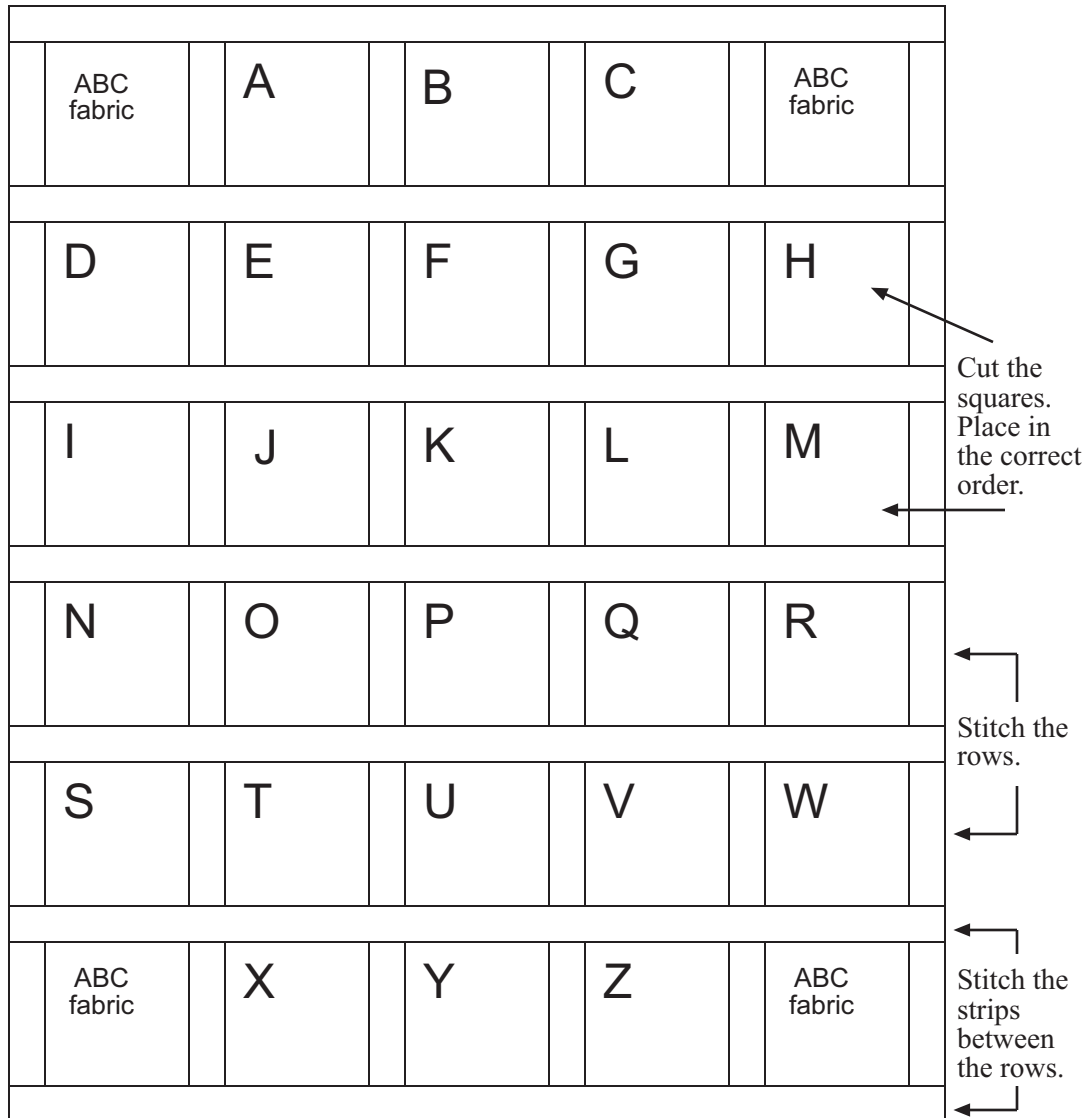 ABC
fabric
A
B
C
ABC
fabric
D
E
F
G
H
Cut the
squares.
Place in
the correct
order.
I
J
K
L
M
N
O
P
Q
R
Stitch the
rows.
S
T
U
V
W
ABC
fabric
X
Y
Z
ABC
fabric
Stitch the
strips
between
the rows.